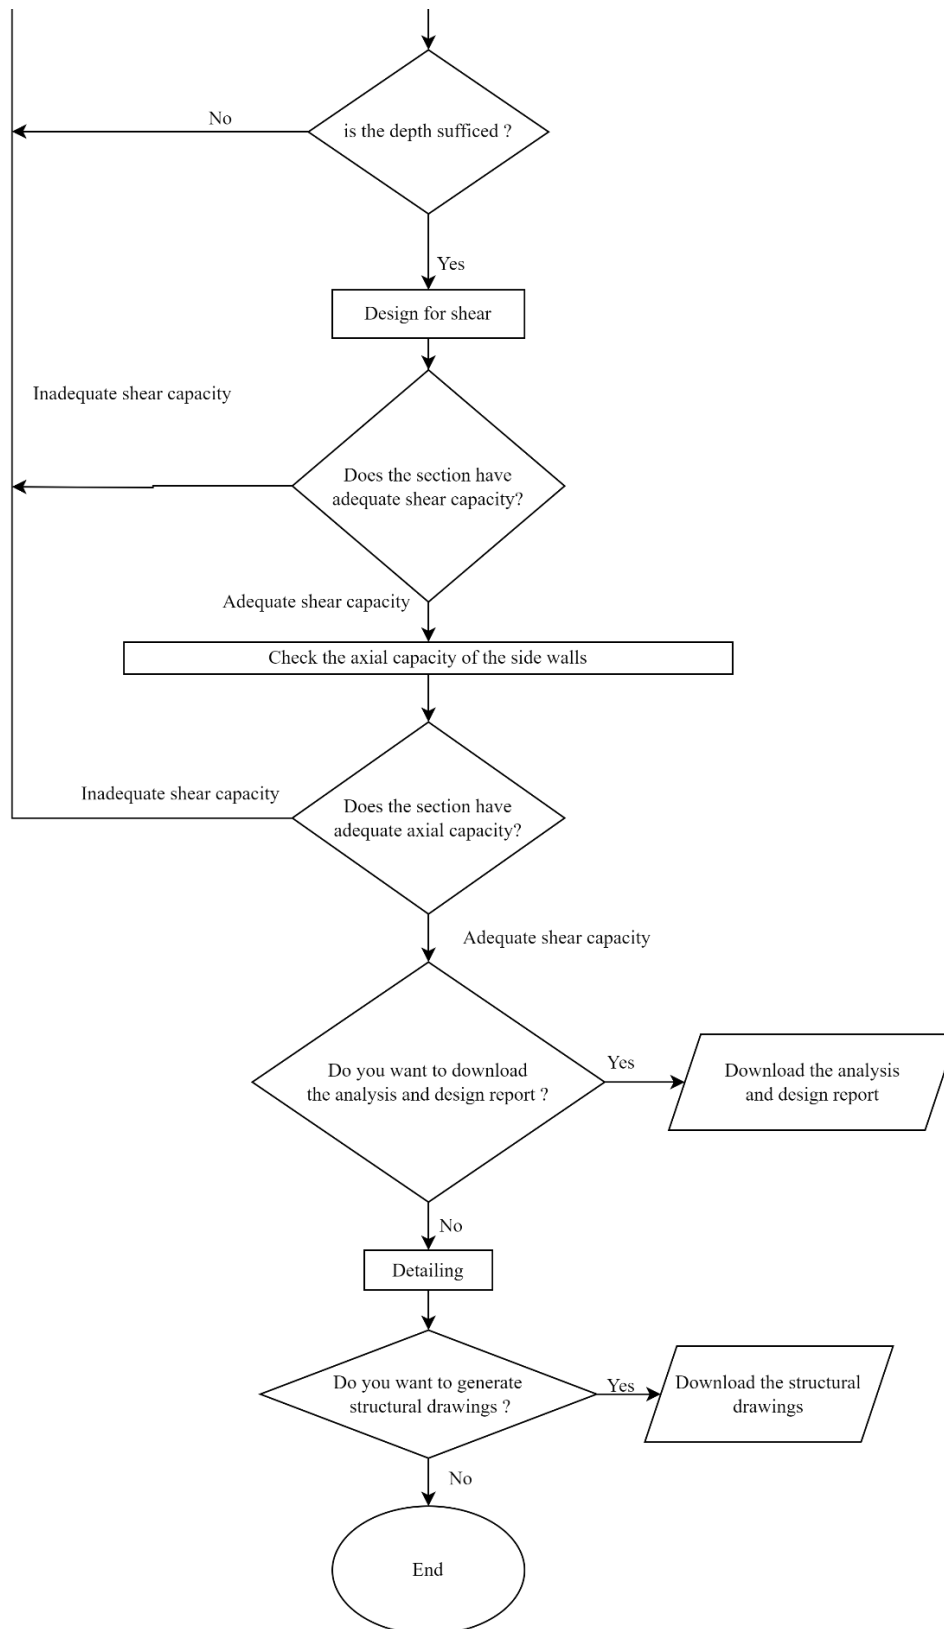 is the depth sufficed ?
No
Yes
Design for shear
Inadequate shear capacity
Does the section have
adequate shear capacity?
Adequate shear capacity
Check the axial capacity of the side walls
Inadequate shear capacity
Does the section have
adequate axial capacity?
Adequate shear capacity
Do you want to download
the analysis and design report ?
Yes
Download the analysis
and design report
No
Detailing
Do you want to generate
structural drawings ?
Yes
Download the structural
drawings
No
End